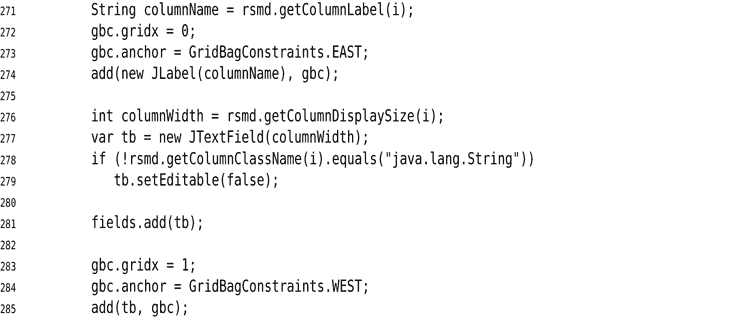 271 String columnName = rsmd.getColumnLabel(i);
272 gbc.gridx = 0;
273 gbc.anchor = GridBagConstraints.EAST;
274 add(new JLabel(columnName), gbc);
275
276 int columnWidth = rsmd.getColumnDisplaySize(i);
277 var tb = new JTextField(columnWidth);
278 if (!rsmd.getColumnClassName(i).equals("java.lang.String"))
279 tb.setEditable(false);
280
281 fields.add(tb);
282
283 gbc.gridx = 1;
284 gbc.anchor = GridBagConstraints.WEST;
285 add(tb, gbc);